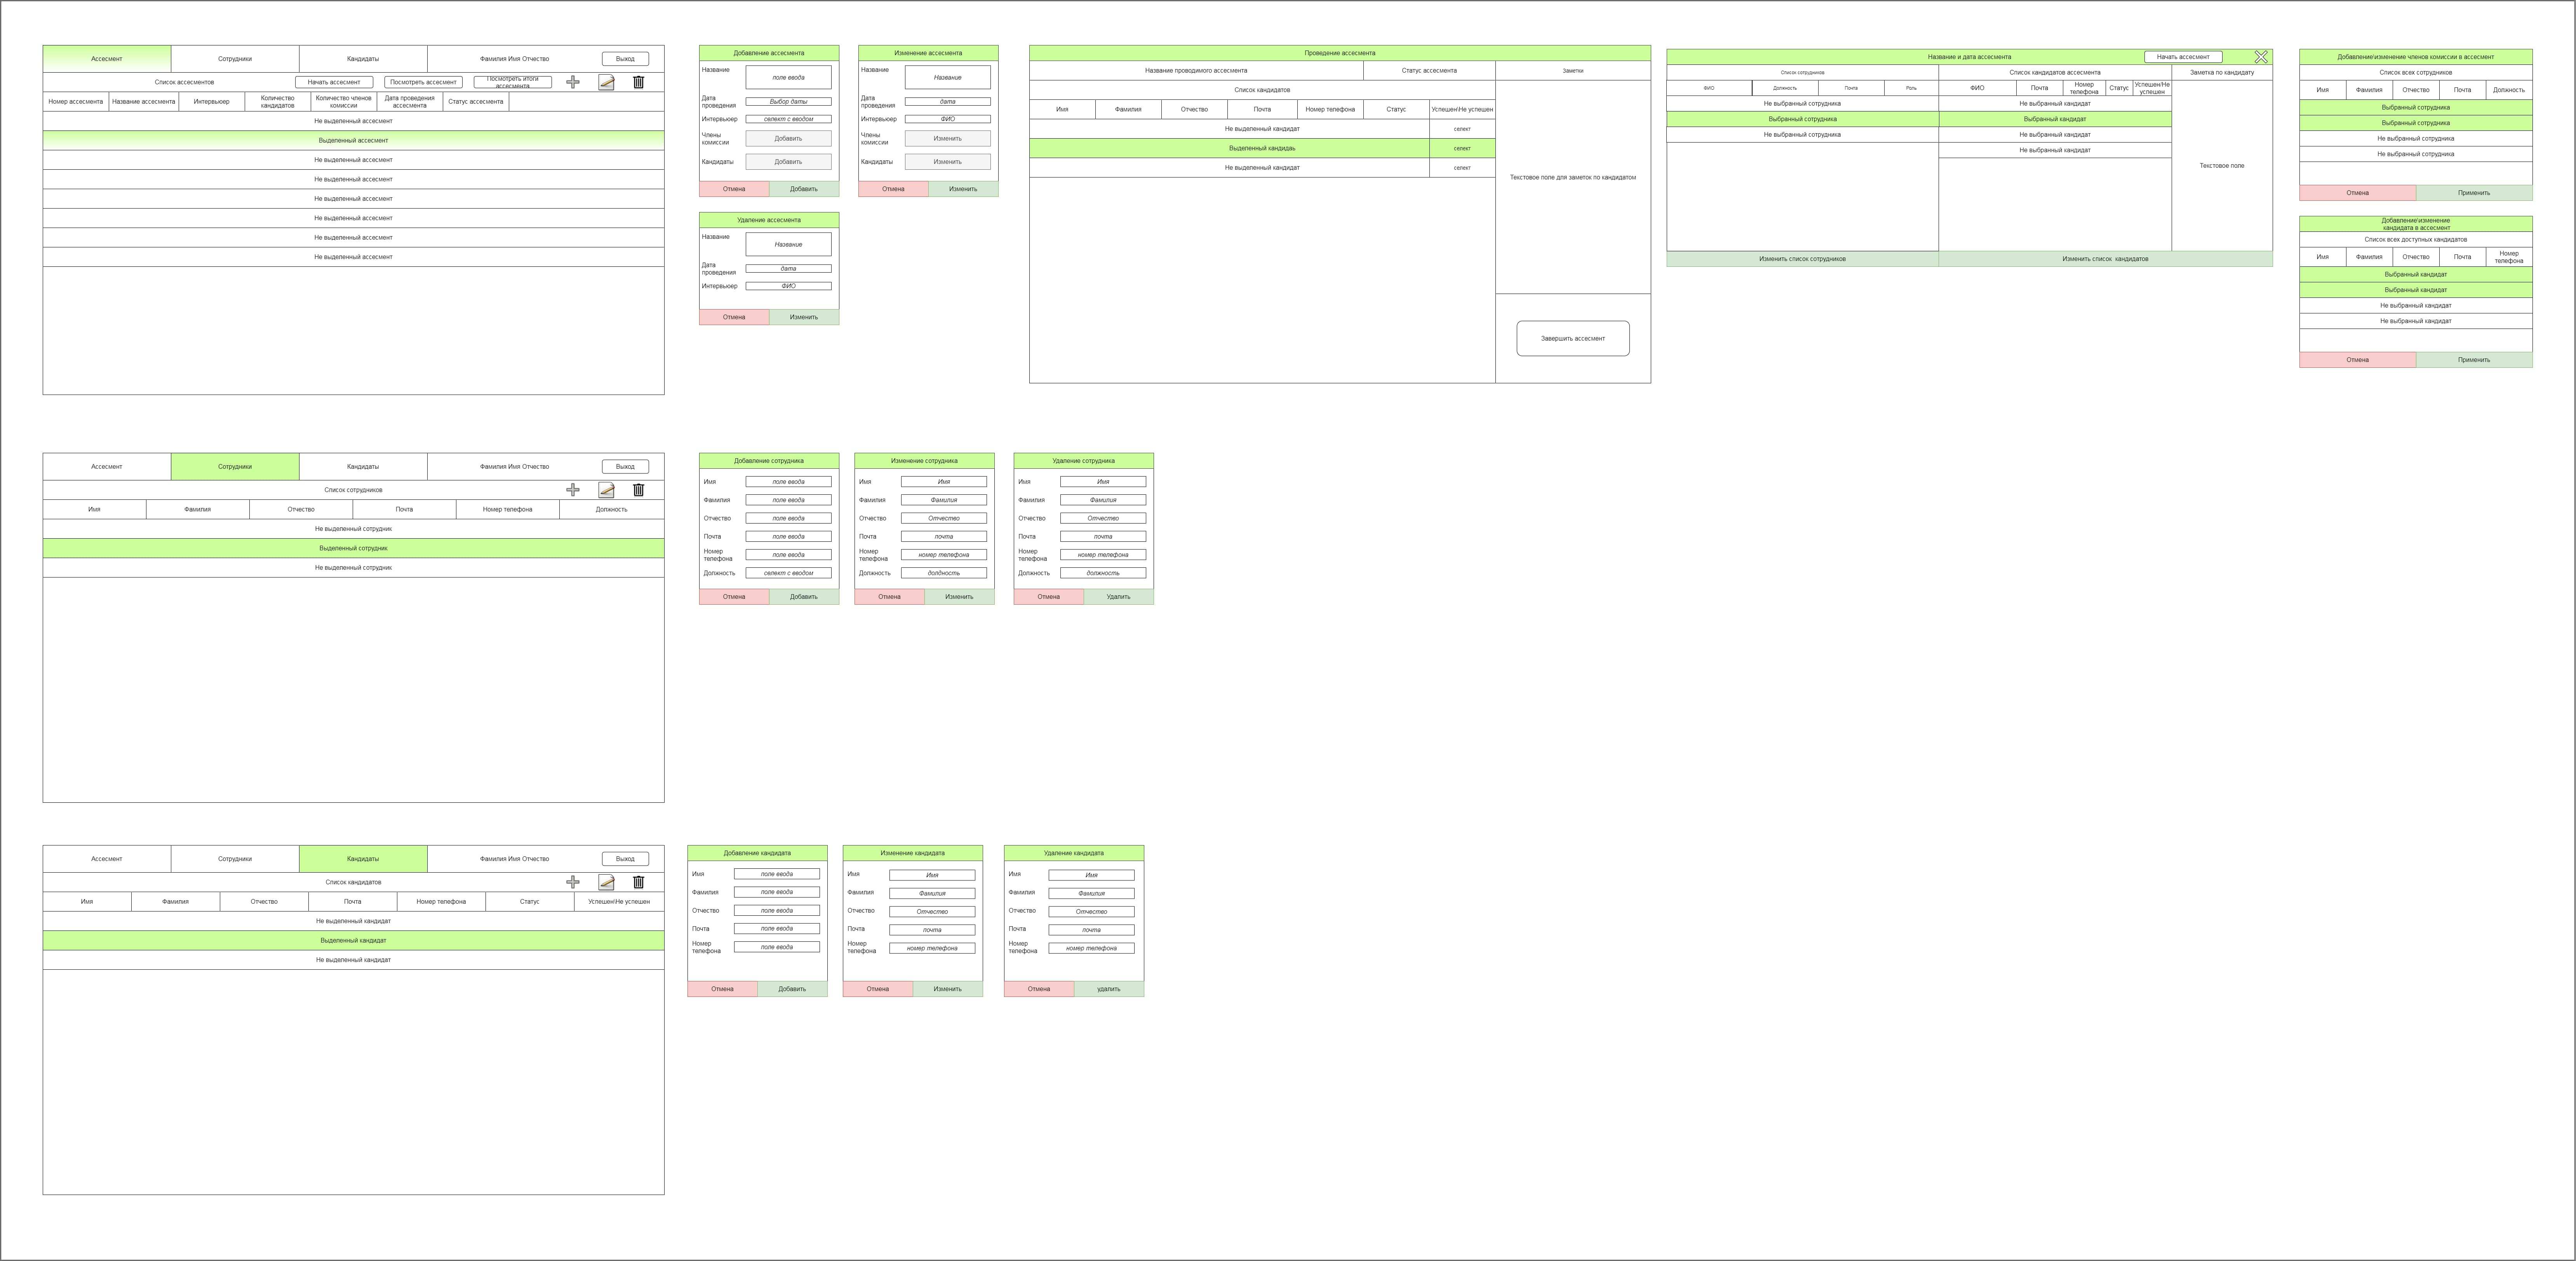 Ассесмент
Сотрудники
Кандидаты
Фамилия Имя Отчество
Выход
Список ассесментов
Начать ассесмент
Посмотреть ассесмент
Посмотреть итоги
ассесмента
Номер ассесмента
Название ассесмента
Интервьюер
Количество
кандидатов
Количество членов
комиссии
Дата проведения
ассесмента
Статус ассесмента
Не выделенный ассесмент
Выделенный ассесмент
Не выделенный ассесмент
Не выделенный ассесмент
Не выделенный ассесмент
Не выделенный ассесмент
Не выделенный ассесмент
Не выделенный ассесмент
Добавление ассесмента
Название
поле ввода
Дата
проведения
Выбор даты
Интервьюер
селект с вводом
Члены
комиссии
Добавить
Кандидаты
Добавить
Отмена
Добавить
Изменение ассесмента
Название
Название
Дата
проведения
дата
Интервьюер
ФИО
Члены
комиссии
Изменить
Кандидаты
Изменить
Отмена
Изменить
Удаление ассесмента
Название
Название
Дата
проведения
дата
Интервьюер
ФИО
Отмена
Изменить
Проведение ассесмента
Название проводимого ассесмента
Статус ассесмента
Заметки
Список кандидатов
Имя
Фамилия
Отчество
Почта
Номер телефона
Статус
Успешен\Не успешен
Не выделенный кандидат
селект
Выделенный кандидаь
селект
Не выделенный кандидат
селект
Текстовое поле для заметок по кандидатом
Завершить ассесмент
Название и дата ассесмента
Начать ассесмент
Список сотрудников
Список кандидатов ассесмента
Заметка по кандидату
ФИО
Должность
Почта
Роль
ФИО
Почта
Номер
телефона
Статус
Успешен/Не
успешен
Не выбранный сотрудника
Не выбранный кандидат
Выбранный сотрудника
Выбранный кандидат
Не выбранный сотрудника
Не выбранный кандидат
Не выбранный кандидат
Текстовое поле
Изменить список сотрудников
Изменить список кандидатов
Добавления\изменение членов комиссии в ассесмент
Список всех сотрудников
Имя
Фамилия
Отчество
Почта
Должность
Выбранный сотрудника
Выбранный сотрудника
Не выбранный сотрудника
Не выбранный сотрудника
Отмена
Применить
Добавление\изменение
кандидата в ассесмент
Список всех доступных кандидатов
Имя
Фамилия
Отчество
Почта
Номер
телефона
Выбранный кандидат
Выбранный кандидат
Не выбранный кандидат
Не выбранный кандидат
Отмена
Применить
Ассесмент
Сотрудники
Кандидаты
Фамилия Имя Отчество
Выход
Список сотрудников
Имя
Фамилия
Отчество
Почта
Номер телефона
Должность
Не выделенный сотрудник
Выделенный сотрудник
Не выделенный сотрудник
Добавление сотрудника
Имя
поле ввода
Фамилия
поле ввода
Отчество
поле ввода
Почта
поле ввода
Номер
телефона
поле ввода
Должность
селект с вводом
Отмена
Добавить
Изменение сотрудника
Имя
Имя
Фамилия
Фамилия
Отчество
Отчество
Почта
почта
Номер
телефона
номер телефона
Должность
долдность
Отмена
Изменить
Удаление сотрудника
Имя
Имя
Фамилия
Фамилия
Отчество
Отчество
Почта
почта
Номер
телефона
номер телефона
Должность
должность
Отмена
Удалить
Ассесмент
Сотрудники
Кандидаты
Фамилия Имя Отчество
Выход
Список кандидатов
Имя
Фамилия
Отчество
Почта
Номер телефона
Статус
Успешен\Не успешен
Не выделенный кандидат
Выделенный кандидат
Не выделенный кандидат
Добавление кандидата
Имя
поле ввода
Фамилия
поле ввода
Отчество
поле ввода
Почта
поле ввода
Номер
телефона
поле ввода
Отмена
Добавить
Изменение кандидата
Имя
Имя
Фамилия
Фамилия
Отчество
Отчество
Почта
почта
Номер
телефона
номер телефона
Отмена
Изменить
Удаление кандидата
Имя
Имя
Фамилия
Фамилия
Отчество
Отчество
Почта
почта
Номер
телефона
номер телефона
Отмена
удалить